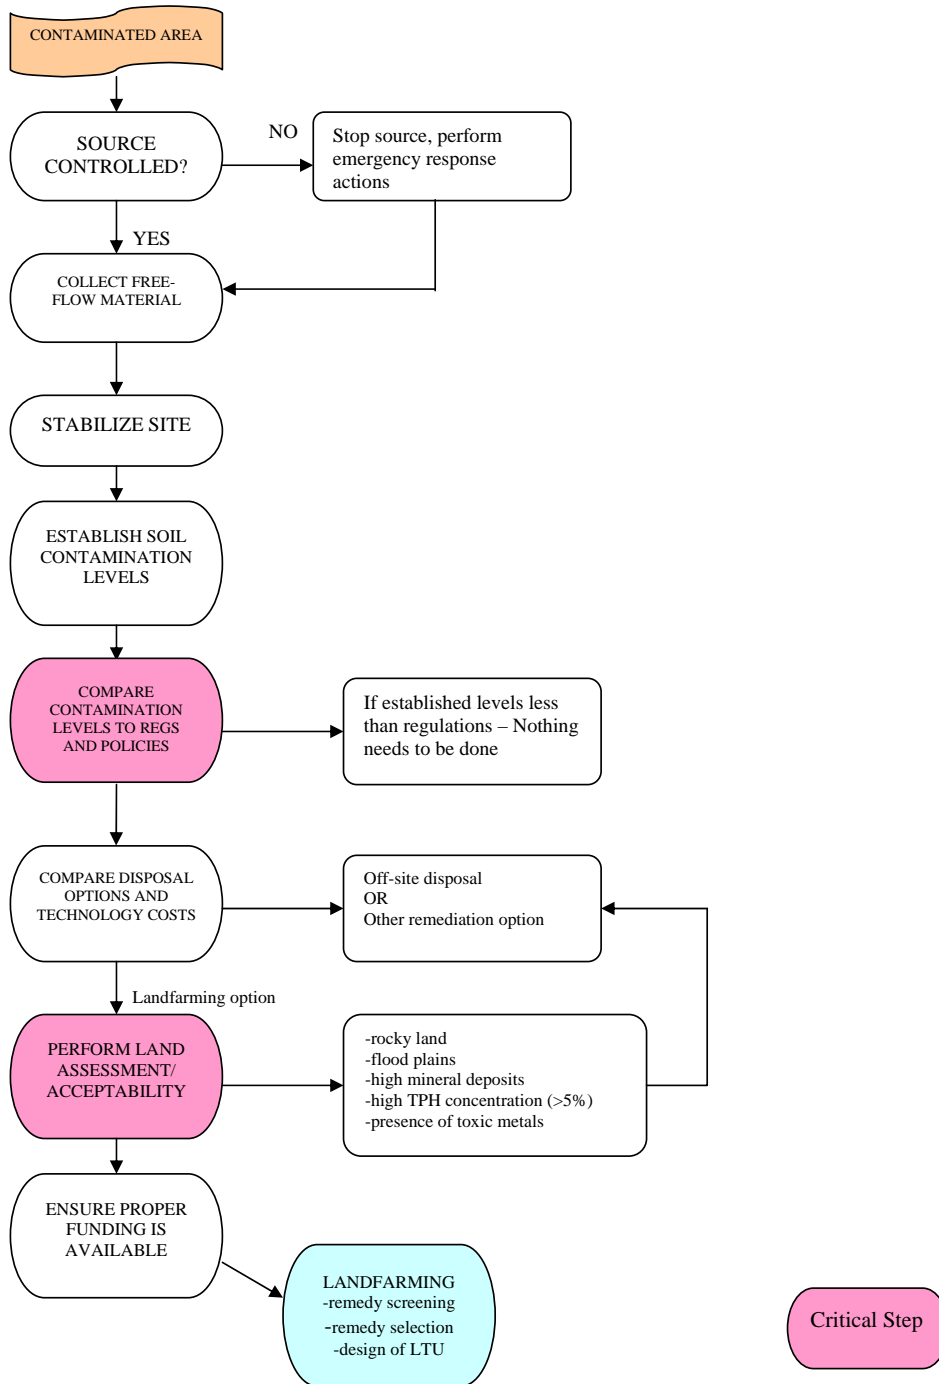 CONTAMINATED AREA
SOURCE
CONTROLLED?
NO
Stop source, perform
emergency response
actions
YES
COLLECT FREE-
FLOW MATERIAL
STABILIZE SITE
ESTABLISH SOIL
CONTAMINATION
LEVELS
COMPARE
CONTAMINATION
LEVELS TO REGS
AND POLICIES
If established levels less
than regulations – Nothing
needs to be done
COMPARE DISPOSAL
OPTIONS AND
TECHNOLOGY COSTS
Off-site disposal
OR
Other remediation option
Landfarming option
PERFORM LAND
ASSESSMENT/
ACCEPTABILITY
-rocky land
-flood plains
-high mineral deposits
-high TPH concentration (>5%)
-presence of toxic metals
ENSURE PROPER
FUNDING IS
AVAILABLE
LANDFARMING
-remedy screening
-remedy selection
-design of LTU
Critical Step